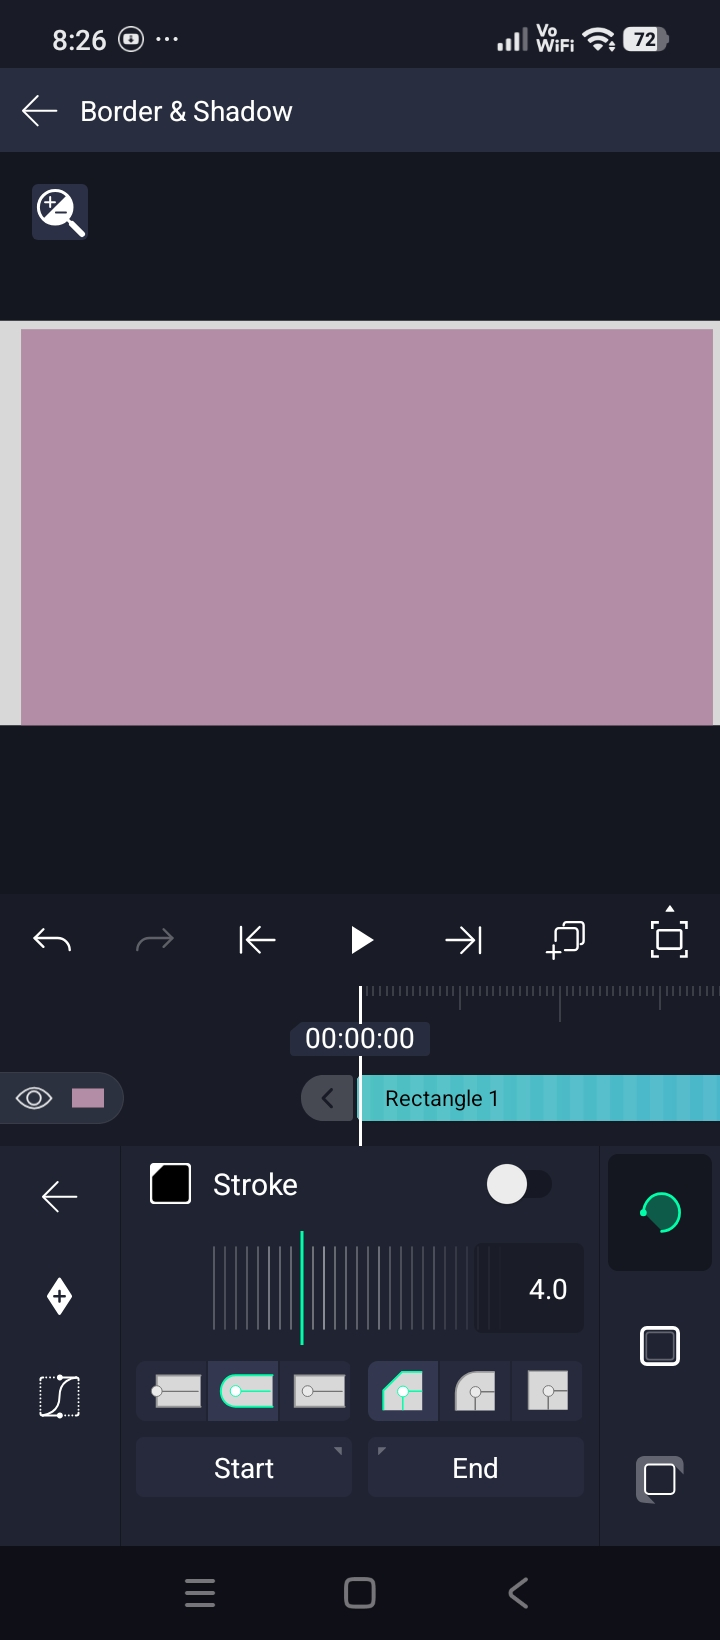 8:26
Vo
WiFi
72
Border & Shadow
00:00:00
Rectangle 1
Stroke
4.0
Start
End